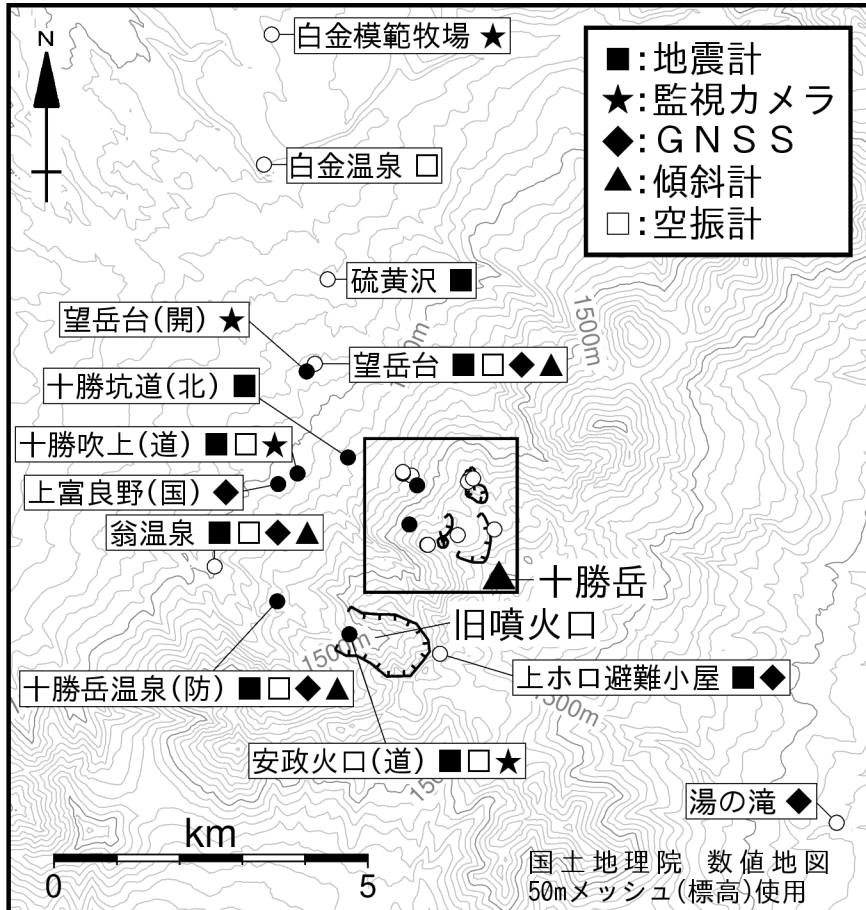 N
白金模範牧場 ★
■:地震計
★:監視カメラ
◆:GNSS
▲:傾斜計
□:空振計
白金温泉 □
硫黄沢 ■
1500m
望岳台(開) ★
望岳台 ■□◆▲
十勝坑道(北) ■
十勝吹上(道) ■□★
上富良野(国) ◆
翁温泉 ■□◆▲
十勝岳
旧噴火口
1500m
上ホロ避難小屋 ■◆
十勝岳温泉(防) ■□◆▲
安政火口(道) ■□★
湯の滝 ◆
km
0
5
国土地理院 数値地図
50mメッシュ(標高)使用